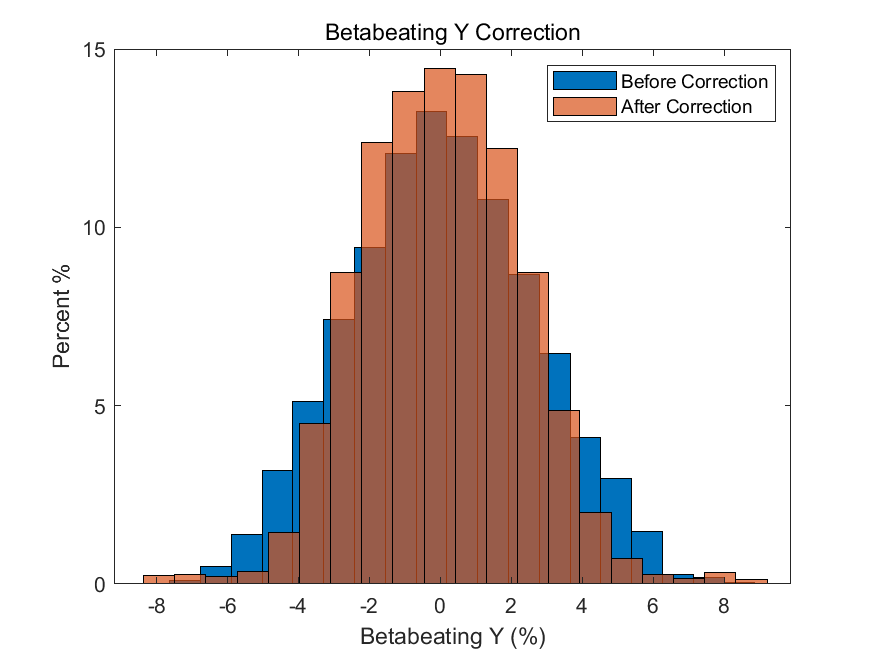 Betabeating Y Correction
15
Before Correction
After Correction
10
Percent %
5
0
-8 -6 -4 -2 0 2 4 6 8
Betabeating Y (%)